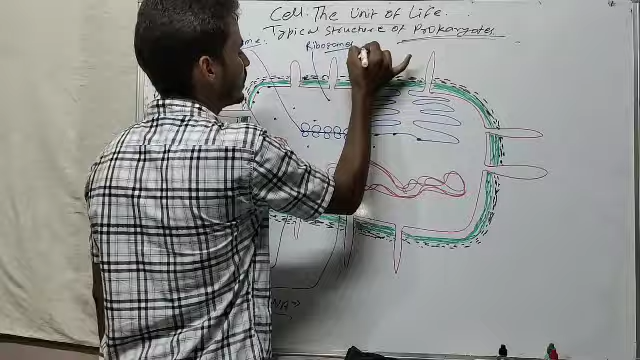 Cell: The Unit of Life.
Typical Structure of Prokaryotes
Ribosomes